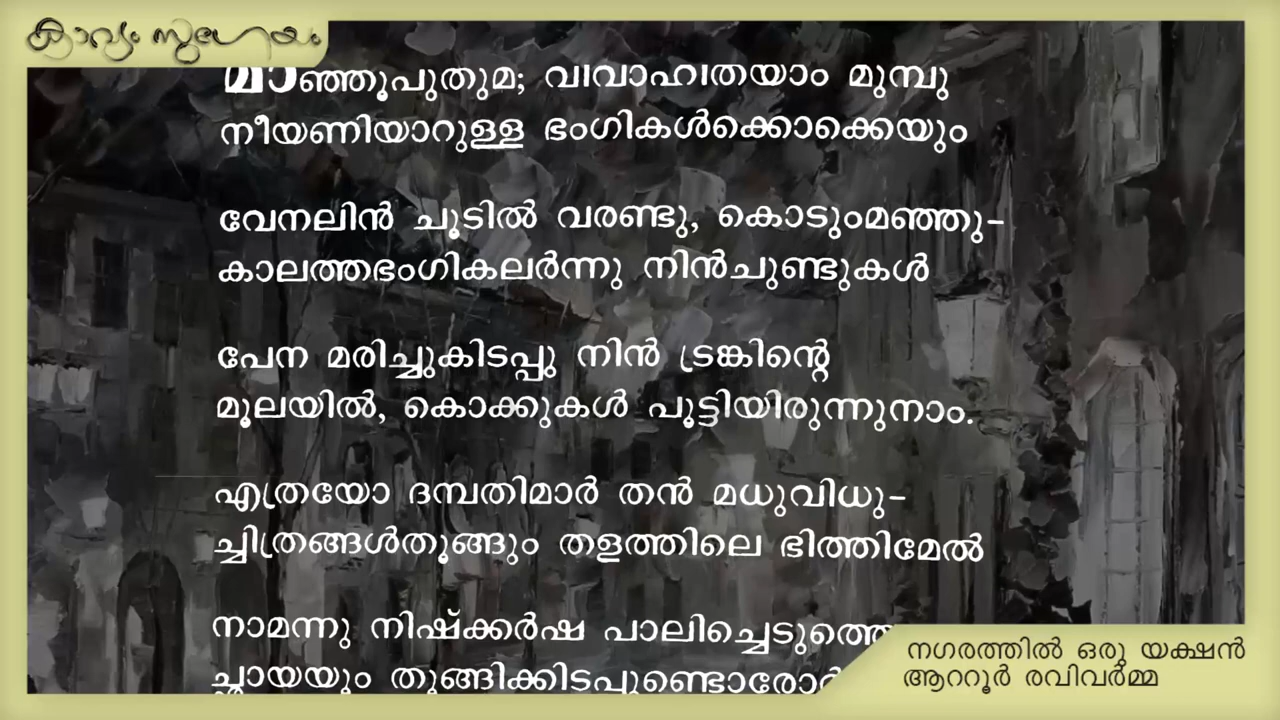 കാവ്യം സുഗേയം
മാഞ്ഞൂപുതുമ; വിവാഹിതയാം മുമ്പു
നീയണിയാറുള്ള ഭംഗികൾക്കൊക്കെയും
വേനലിൻ ചൂടിൽ വരണ്ടു, കൊടുംമഞ്ഞു-
കാലത്തഭംഗികലർന്നു നിൻചുണ്ടുകൾ
പേന മരിച്ചുകിടപ്പു നിൻ ട്രങ്കിന്റെ
മൂലയിൽ, കൊക്കുകൾ പൂട്ടിയിരുന്നുനാം.
എത്രയോ ദമ്പതിമാർ തൻ മധുവിധു-
ച്ചിത്രങ്ങൾതൂങ്ങും തളത്തിലെ ഭിത്തിമേൽ
നാമന്നു നിഷ്ക്കർഷ പാലിച്ചെടുത്തൊ
ച്ഛായയും തൂങ്ങിക്കിടപ്പുണ്ടൊരോർ
നഗരത്തിൽ ഒരു യക്ഷൻ
ആററൂർ രവിവർമ്മ